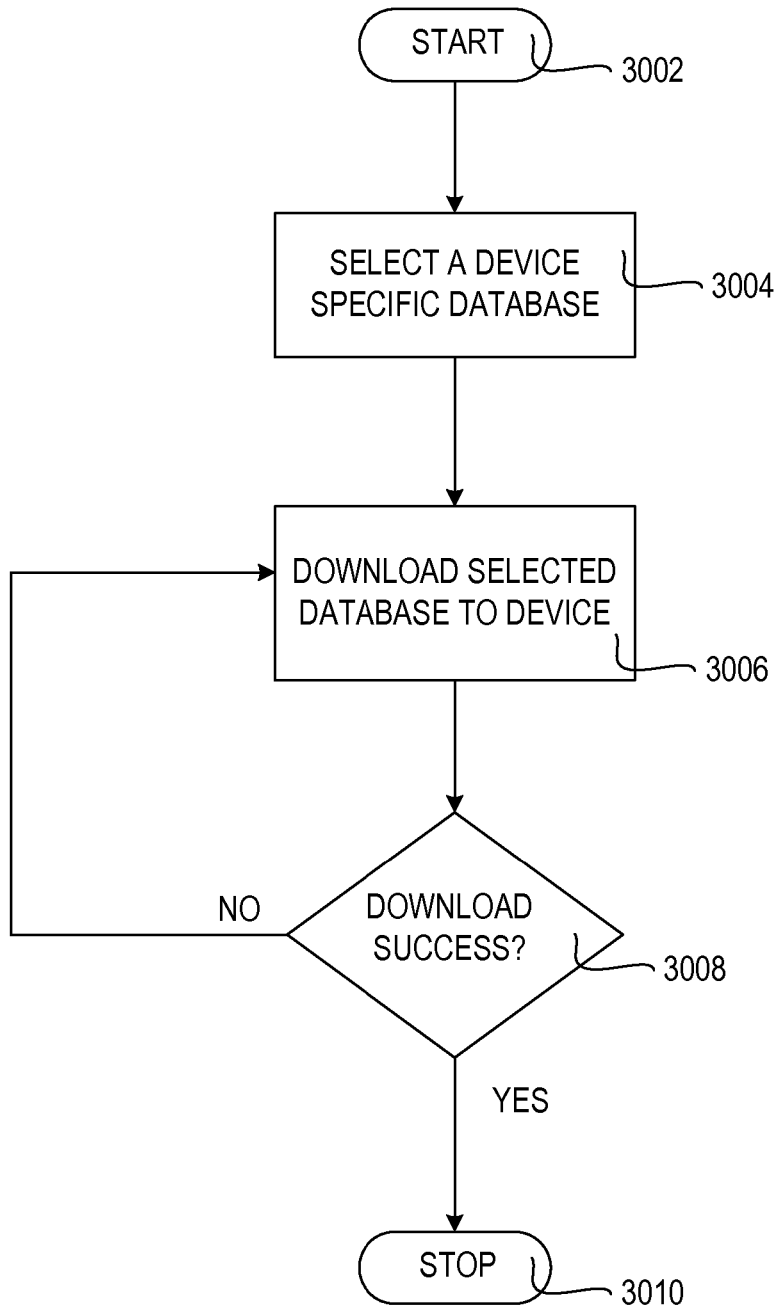 START
3002
SELECT A DEVICE
SPECIFIC DATABASE
3004
DOWNLOAD SELECTED
DATABASE TO DEVICE
3006
NO
DOWNLOAD
SUCCESS?
3008
YES
STOP
3010